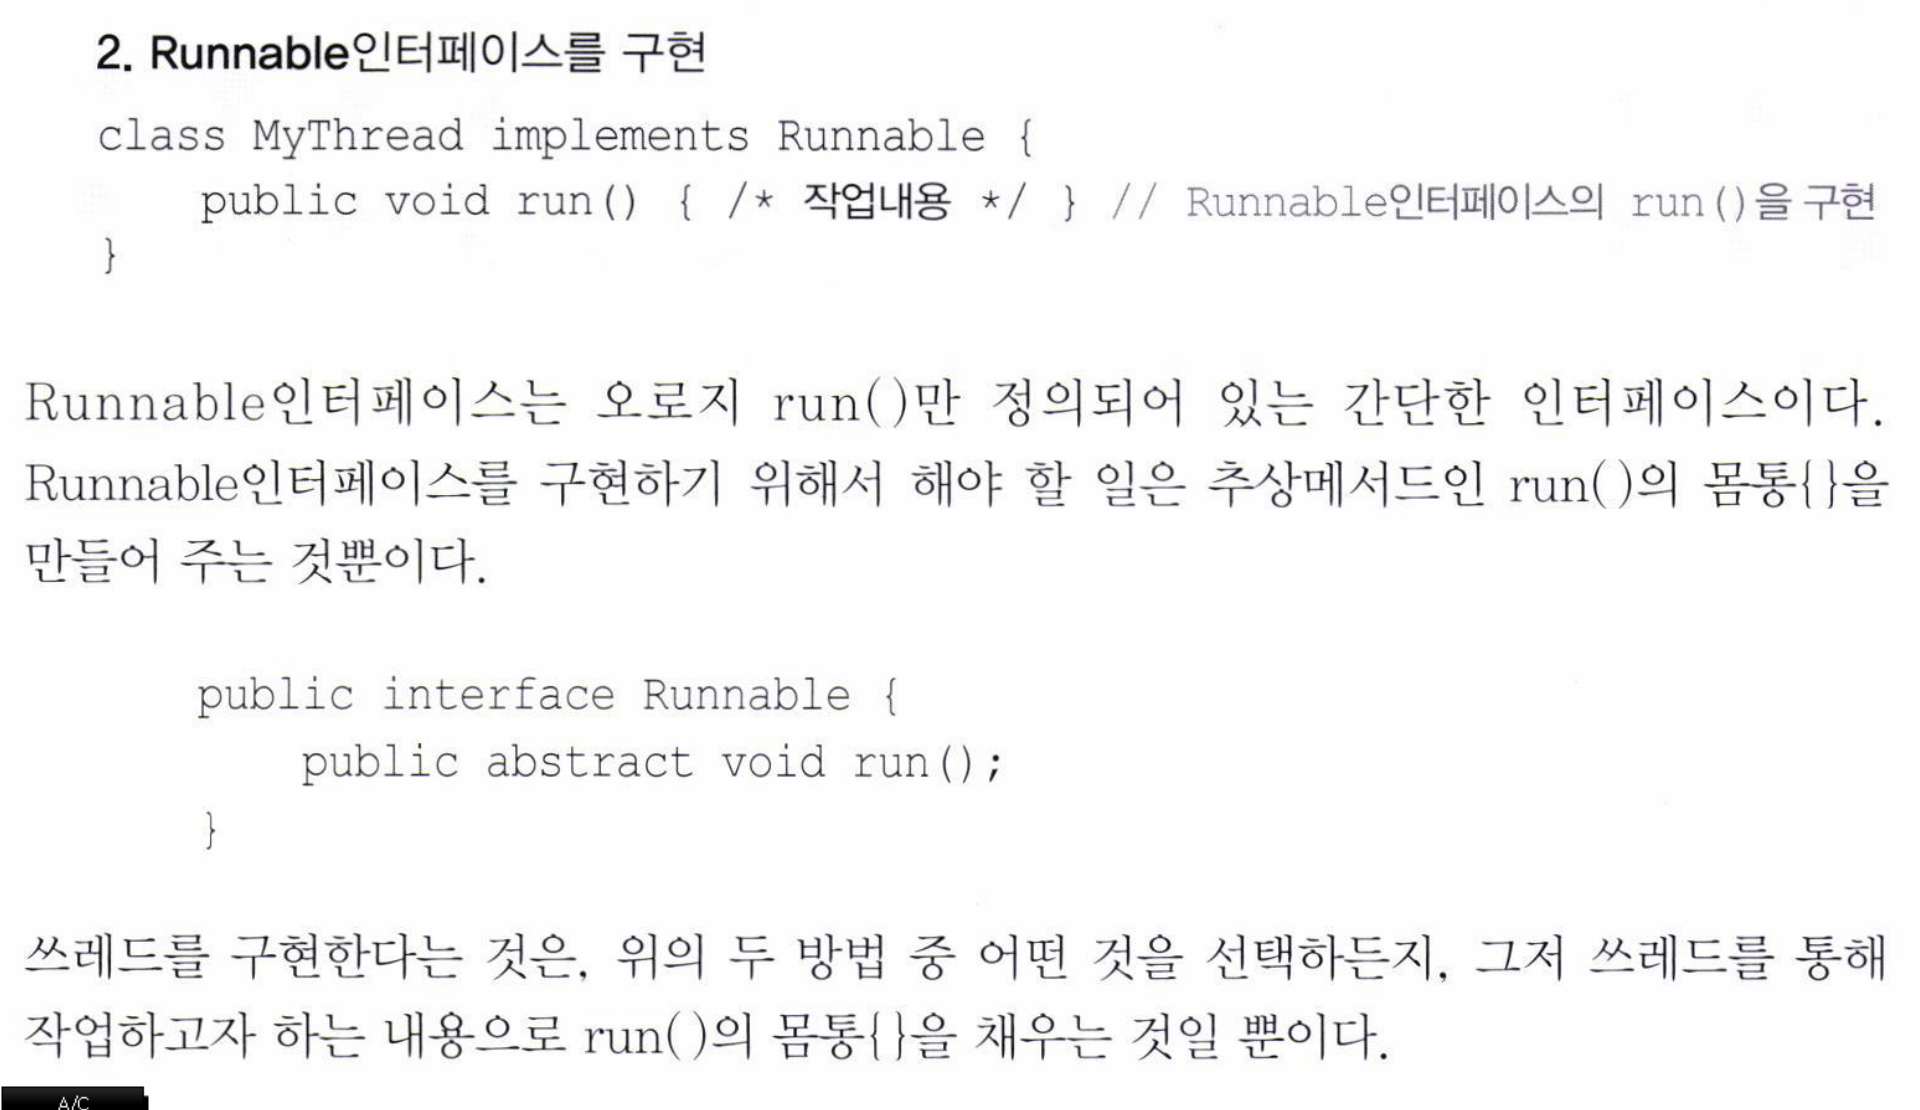 2. Runnable인터페이스를 구현
class MyThread implements Runnable {
public void run() { /* 작업내용 */ } // Runnable인터페이스의 run()을 구현
}
Runnable인터페이스는 오로지 run()만 정의되어 있는 간단한 인터페이스이다.
Runnable인터페이스를 구현하기 위해서 해야 할 일은 추상메서드인 run()의 몸통{}을
만들어 주는 것뿐이다.
public interface Runnable {
public abstract void run();
}
쓰레드를 구현한다는 것은, 위의 두 방법 중 어떤 것을 선택하든지, 그저 쓰레드를 통해
작업하고자 하는 내용으로 run()의 몸통{}을 채우는 것일 뿐이다.
A/C